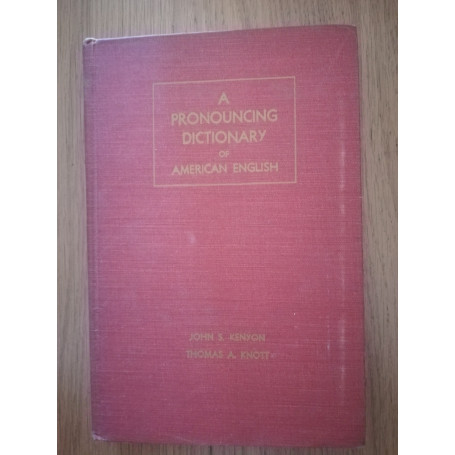 A
PRONOUNCING
DICTIONARY
OF
AMERICAN ENGLISH
JOHN S. KENYON
THOMAS A. KNOTT